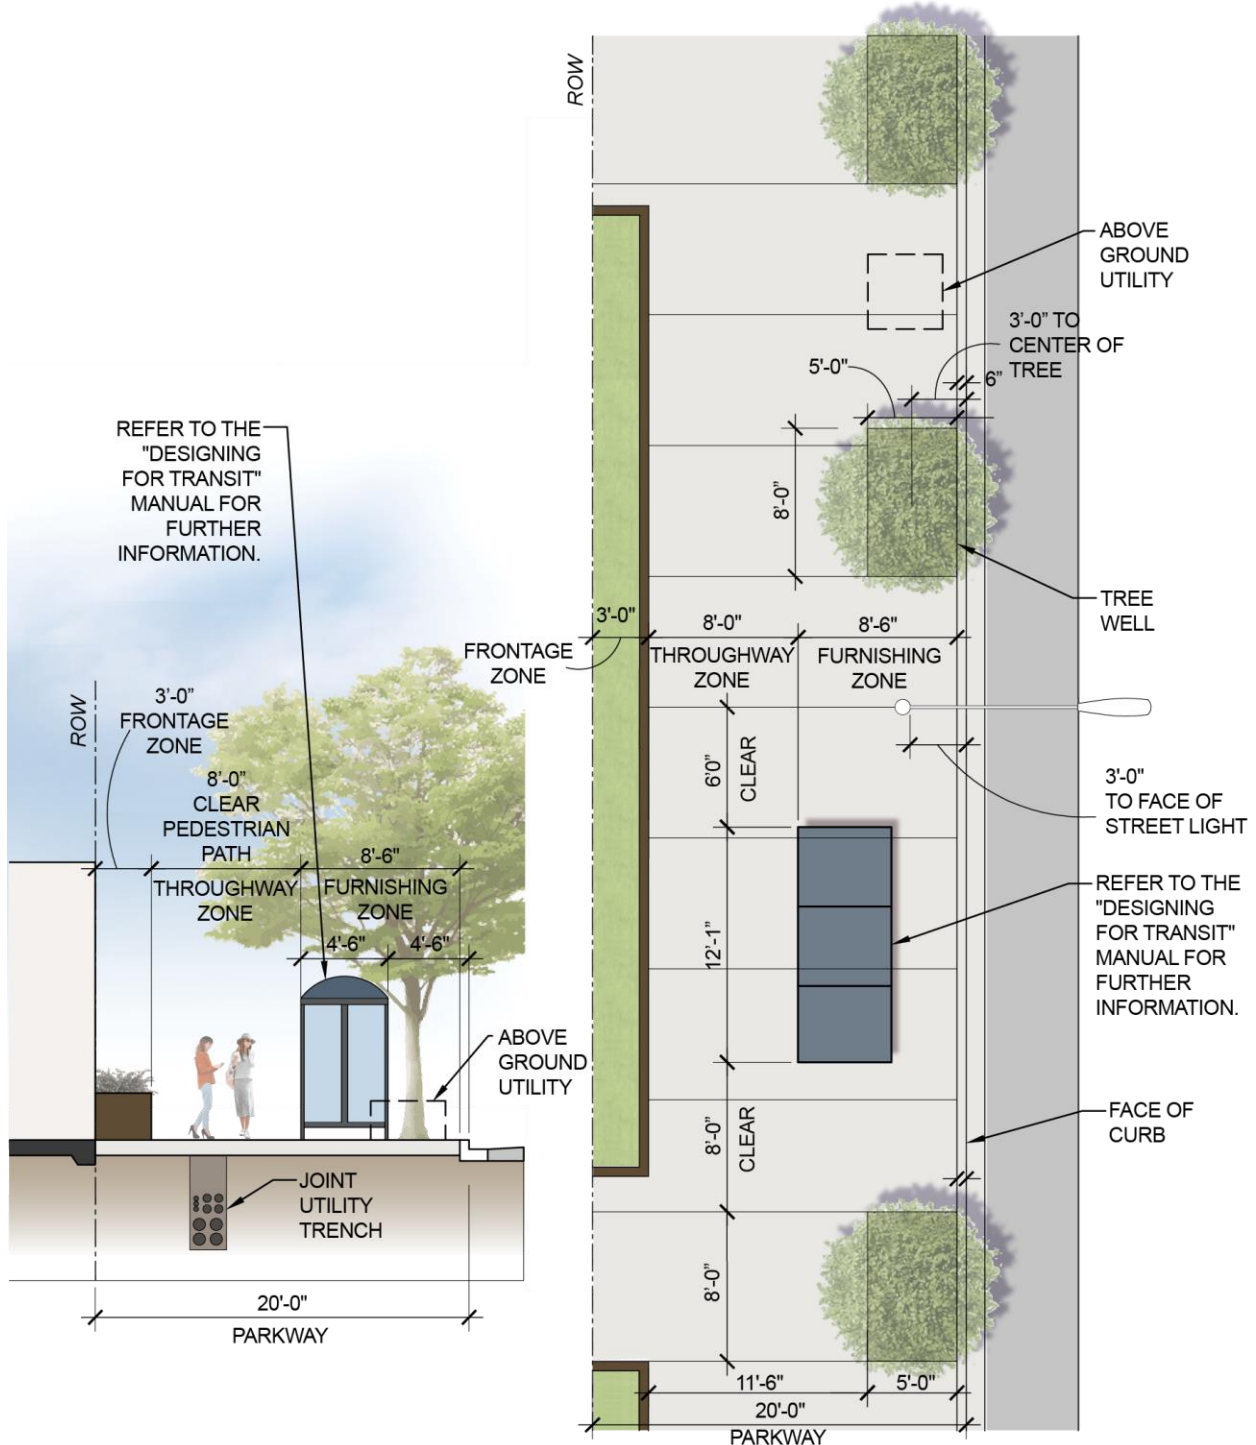 REFER TO THE
"DESIGNING
FOR TRANSIT"
MANUAL FOR
FURTHER
INFORMATION.
ROW
3'-0"
FRONTAGE
ZONE
8'-0"
CLEAR
PEDESTRIAN
PATH
8'-6"
THROUGHWAY
ZONE
FURNISHING
ZONE
4'-6"
4'-6"
ABOVE
GROUND
UTILITY
JOINT
UTILITY
TRENCH
20'-0"
PARKWAY
ROW
ABOVE
GROUND
UTILITY
3'-0" TO
CENTER OF
TREE
6"
5'-0"
8'-0"
TREE
WELL
3'-0"
FRONTAGE
ZONE
8'-0"
THROUGHWAY
ZONE
8'-6"
FURNISHING
ZONE
6'0"
CLEAR
3'-0"
TO FACE OF
STREET LIGHT
REFER TO THE
"DESIGNING
FOR TRANSIT"
MANUAL FOR
FURTHER
INFORMATION.
12'-1"
FACE OF
CURB
8'-0"
CLEAR
8'-0"
11'-6"
5'-0"
20'-0"
PARKWAY